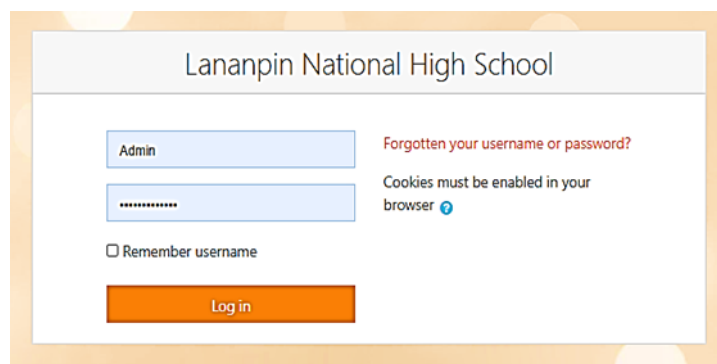 Lananpin National High School
Admin
•••••••••••••
Remember username
Log in
Forgotten your username or password?
Cookies must be enabled in your
browser ?